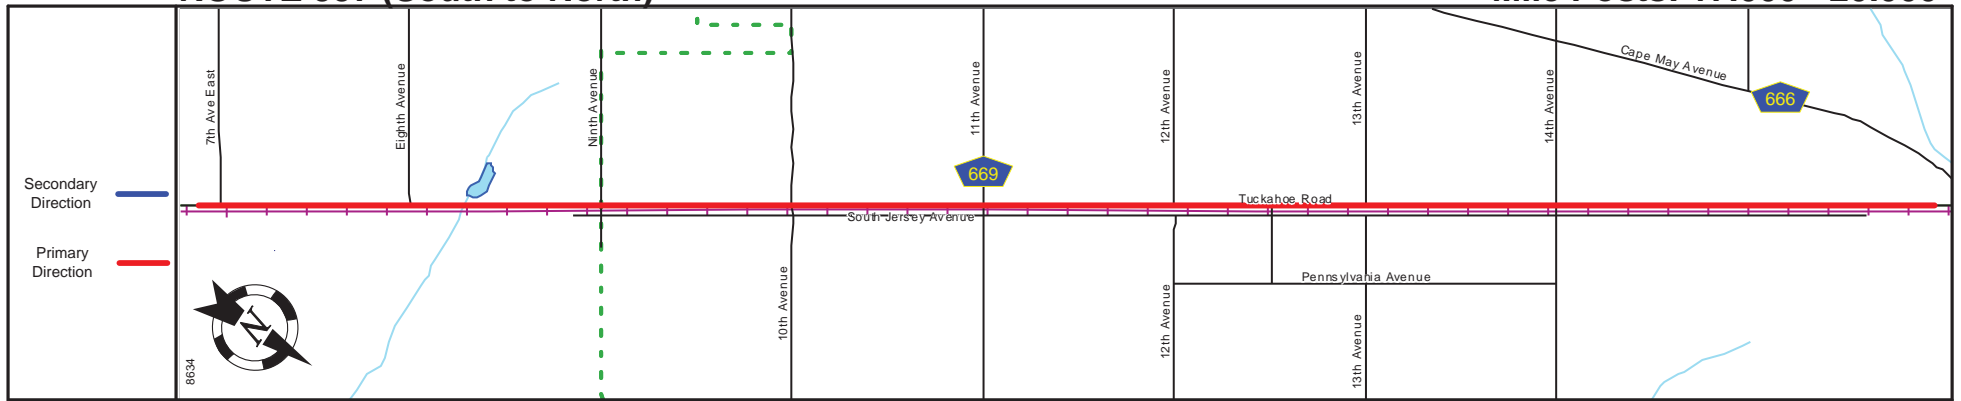 7th Ave East
Eighth Avenue
Ninth Avenue
11th Avenue
12th Avenue
13th Avenue
14th Avenue
Cape May Avenue
666
669
Secondary
Direction
Tuckahoe Road
South Jersey Avenue
Primary
Direction
Pennsylvania Avenue
10th Avenue
12th Avenue
13th Avenue
N
8634